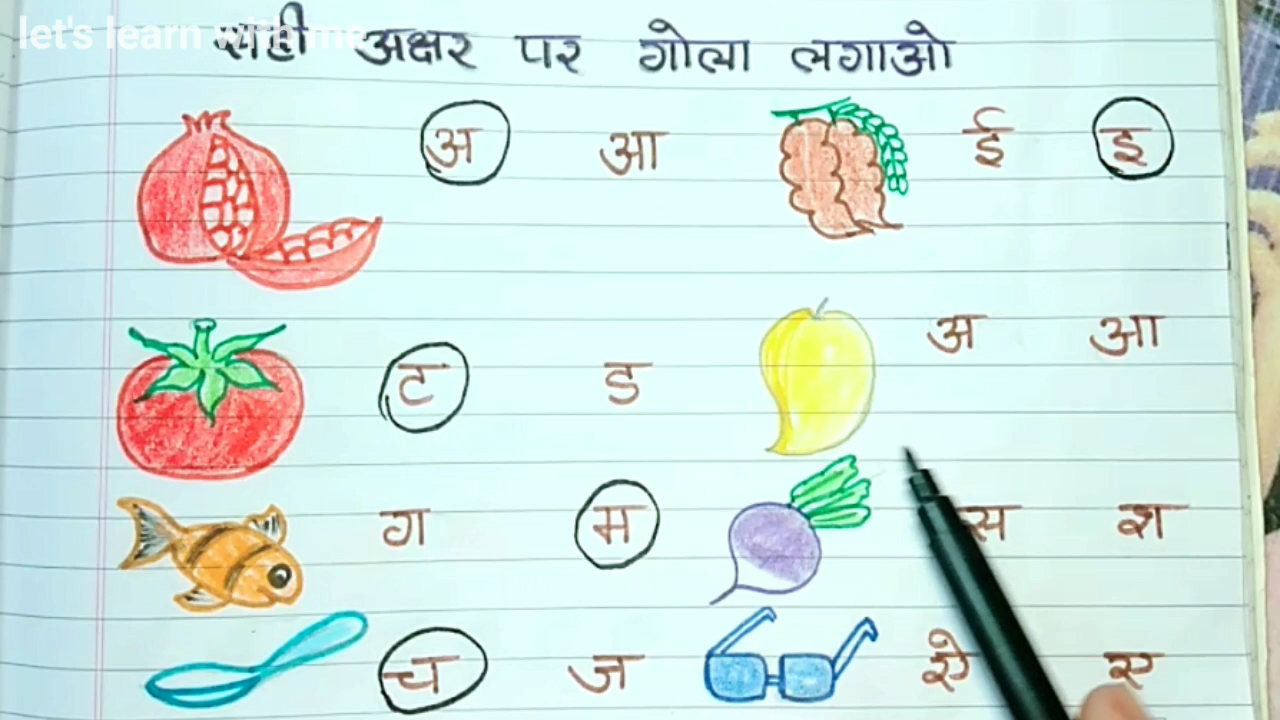 let's learn with me
सही अक्षर पर गोला लगाओ
अ आ ई इ
ट ड अ आ
ग म स श
च ज ऐ ए